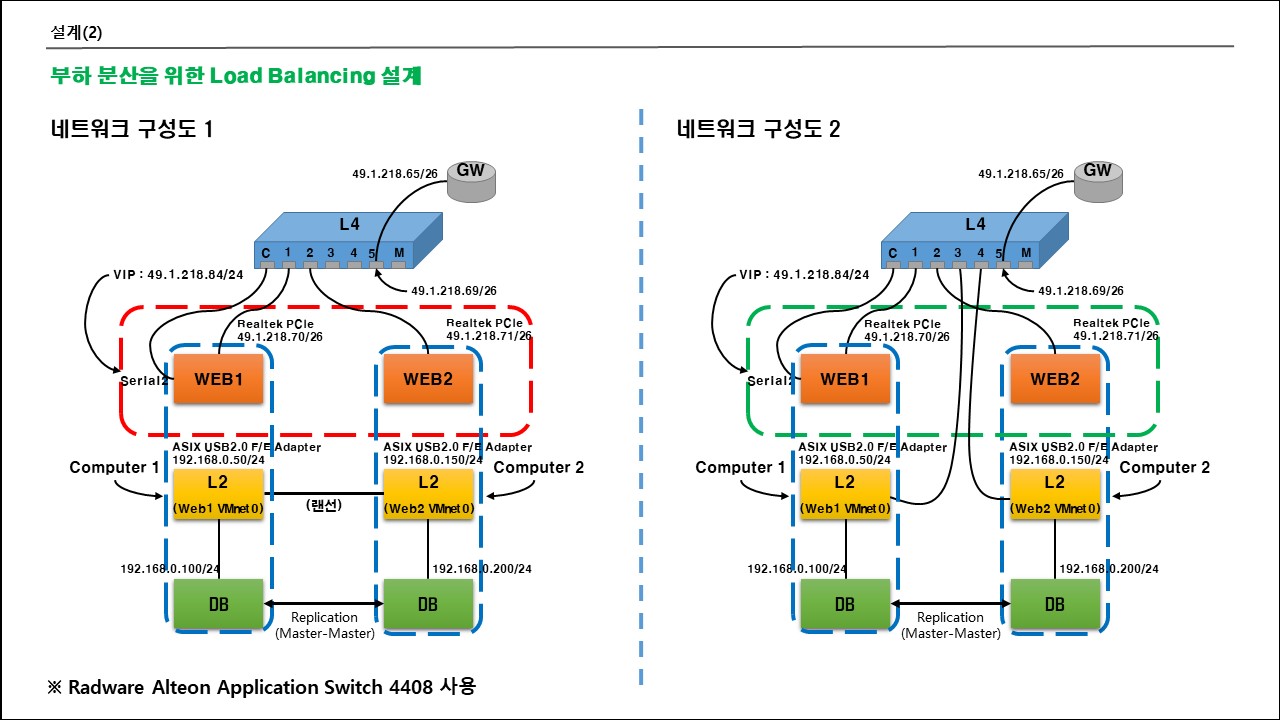 설계(2)
부하 분산을 위한 Load Balancing 설계
네트워크 구성도 1
GW
49.1.218.65/26
L4
C 1 2 3 4 5 M
VIP : 49.1.218.84/24
49.1.218.69/26
Realtek PCIe
49.1.218.70/26
Realtek PCIe
49.1.218.71/26
Serial2
WEB1
WEB2
ASIX USB2.0 F/E Adapter
192.168.0.50/24
ASIX USB2.0 F/E Adapter
192.168.0.150/24
Computer 1
Computer 2
L2
(Web1 VMnet0)
(랜선)
L2
(Web2 VMnet0)
192.168.0.100/24
192.168.0.200/24
DB
DB
Replication
(Master-Master)
네트워크 구성도 2
GW
49.1.218.65/26
L4
C 1 2 3 4 5 M
VIP : 49.1.218.84/24
49.1.218.69/26
Realtek PCIe
49.1.218.70/26
Realtek PCIe
49.1.218.71/26
Serial2
WEB1
WEB2
ASIX USB2.0 F/E Adapter
192.168.0.50/24
ASIX USB2.0 F/E Adapter
192.168.0.150/24
Computer 1
Computer 2
L2
(Web1 VMnet0)
L2
(Web2 VMnet0)
192.168.0.100/24
192.168.0.200/24
DB
DB
Replication
(Master-Master)
※ Radware Alteon Application Switch 4408 사용